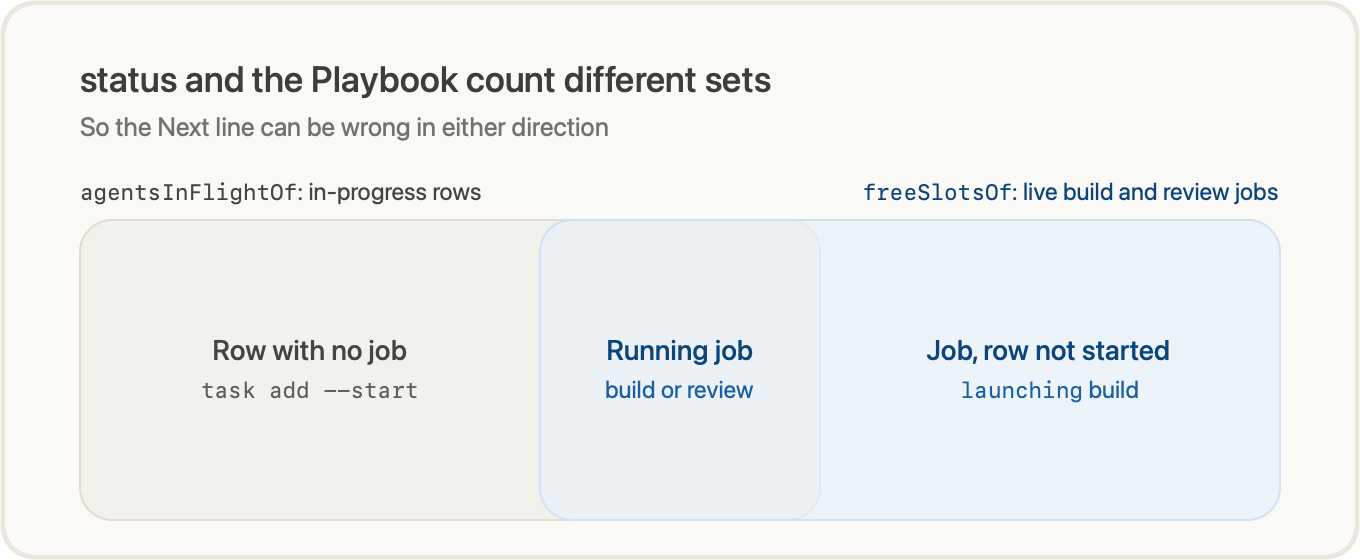 status and the Playbook count different sets
So the Next line can be wrong in either direction
agentsInFlightOf: in-progress rows
freeSlotsOf: live build and review jobs
Row with no job
task add --start
Running job
build or review
Job, row not started
launching build